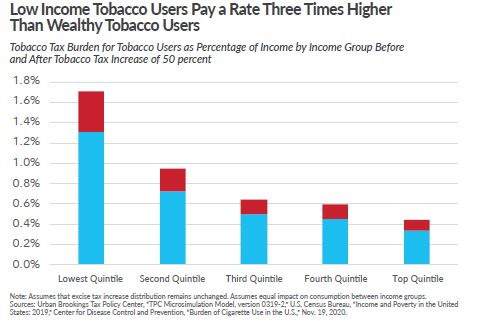 Low Income Tobacco Users Pay a Rate Three Times Higher
Than Wealthy Tobacco Users
Tobacco Tax Burden for Tobacco Users as Percentage of Income by Income Group Before
and After Tobacco Tax Increase of 50 percent
1.8%
1.6%
1.4%
1.2%
1.0%
0.8%
0.6%
0.4%
0.2%
0.0%
Lowest Quintile Second Quintile Third Quintile Fourth Quintile Top Quintile
Note: Assumes that excise tax increase distribution remains unchanged. Assumes equal impact on consumption between income groups.
Sources: Urban Brookings Tax Policy Center, "TPC Microsimulation Model, version 0319-2," U.S. Census Bureau, "Income and Poverty in the United
States: 2019," Center for Disease Control and Prevention, "Burden of Cigarette Use in the U.S.," Nov. 19, 2020.